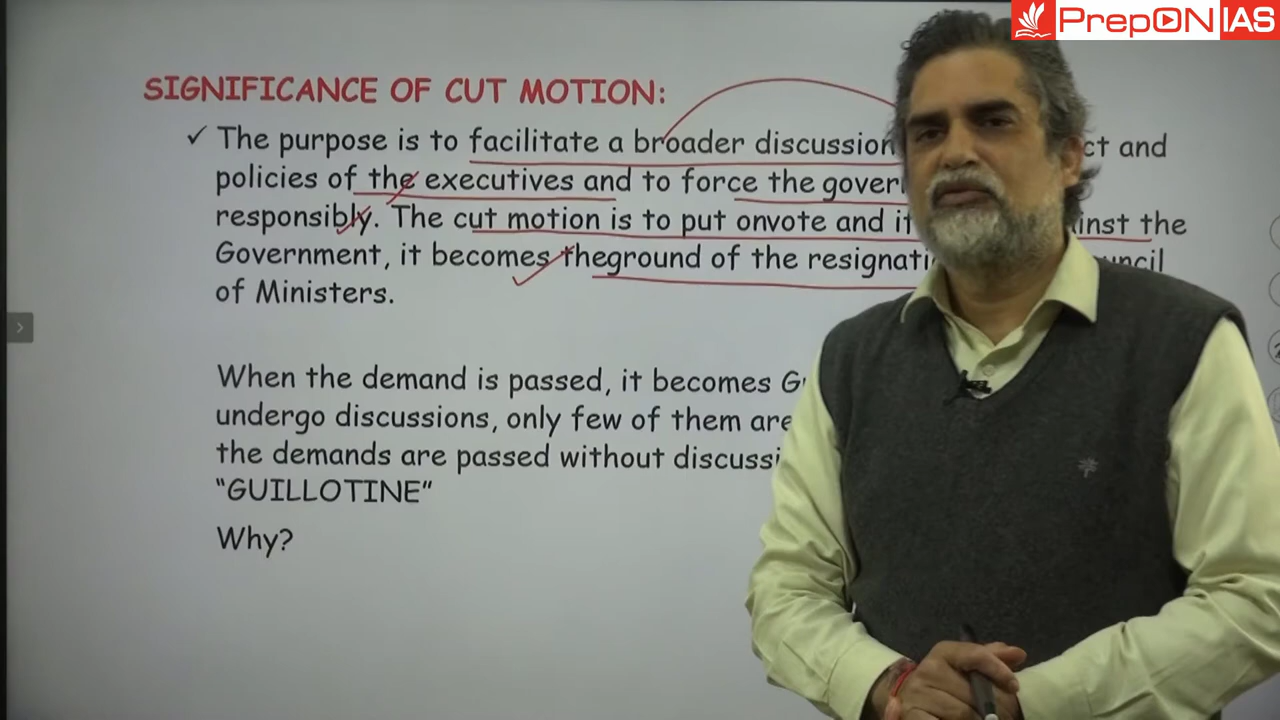 PrepON IAS
SIGNIFICANCE OF CUT MOTION:
✓ The purpose is to facilitate a broader discussion ct and
policies of the executives and to force the govern
responsibly. The cut motion is to put onvote and it inst the
Government, it becomes theground of the resignati uncil
of Ministers.
When the demand is passed, it becomes G
undergo discussions, only few of them are
the demands are passed without discussi
“GUILLOTINE”
Why?